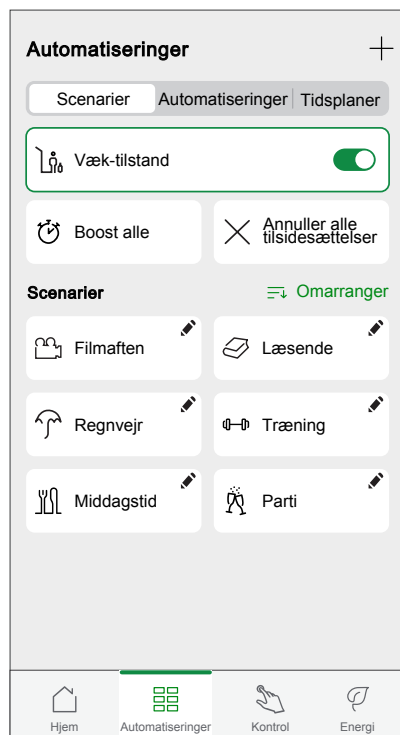 Automatiseringer
Scenarier Automatiseringer Tidsplaner
Væk-tilstand
Boost alle
Annuller alle
tilsidesættelser
Scenarier Omarranger
Filmaften Læsende
Regnvejr Træning
Middagstid Parti
Hjem Automatiseringer Kontrol Energi